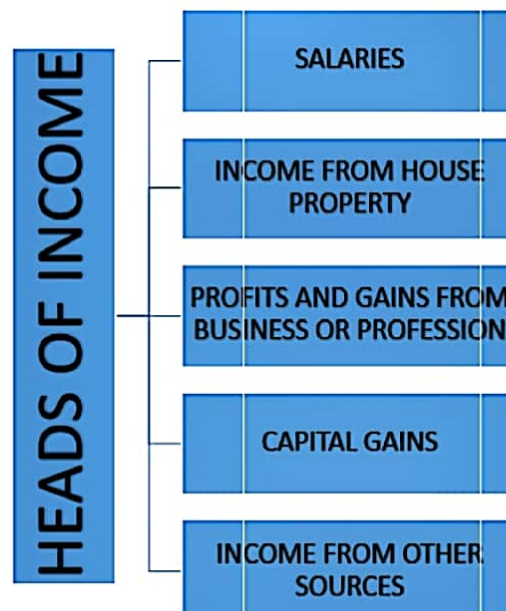 HEADS OF INCOME
SALARIES
INCOME FROM HOUSE
PROPERTY
PROFITS AND GAINS FROM
BUSINESS OR PROFESSION
CAPITAL GAINS
INCOME FROM OTHER
SOURCES